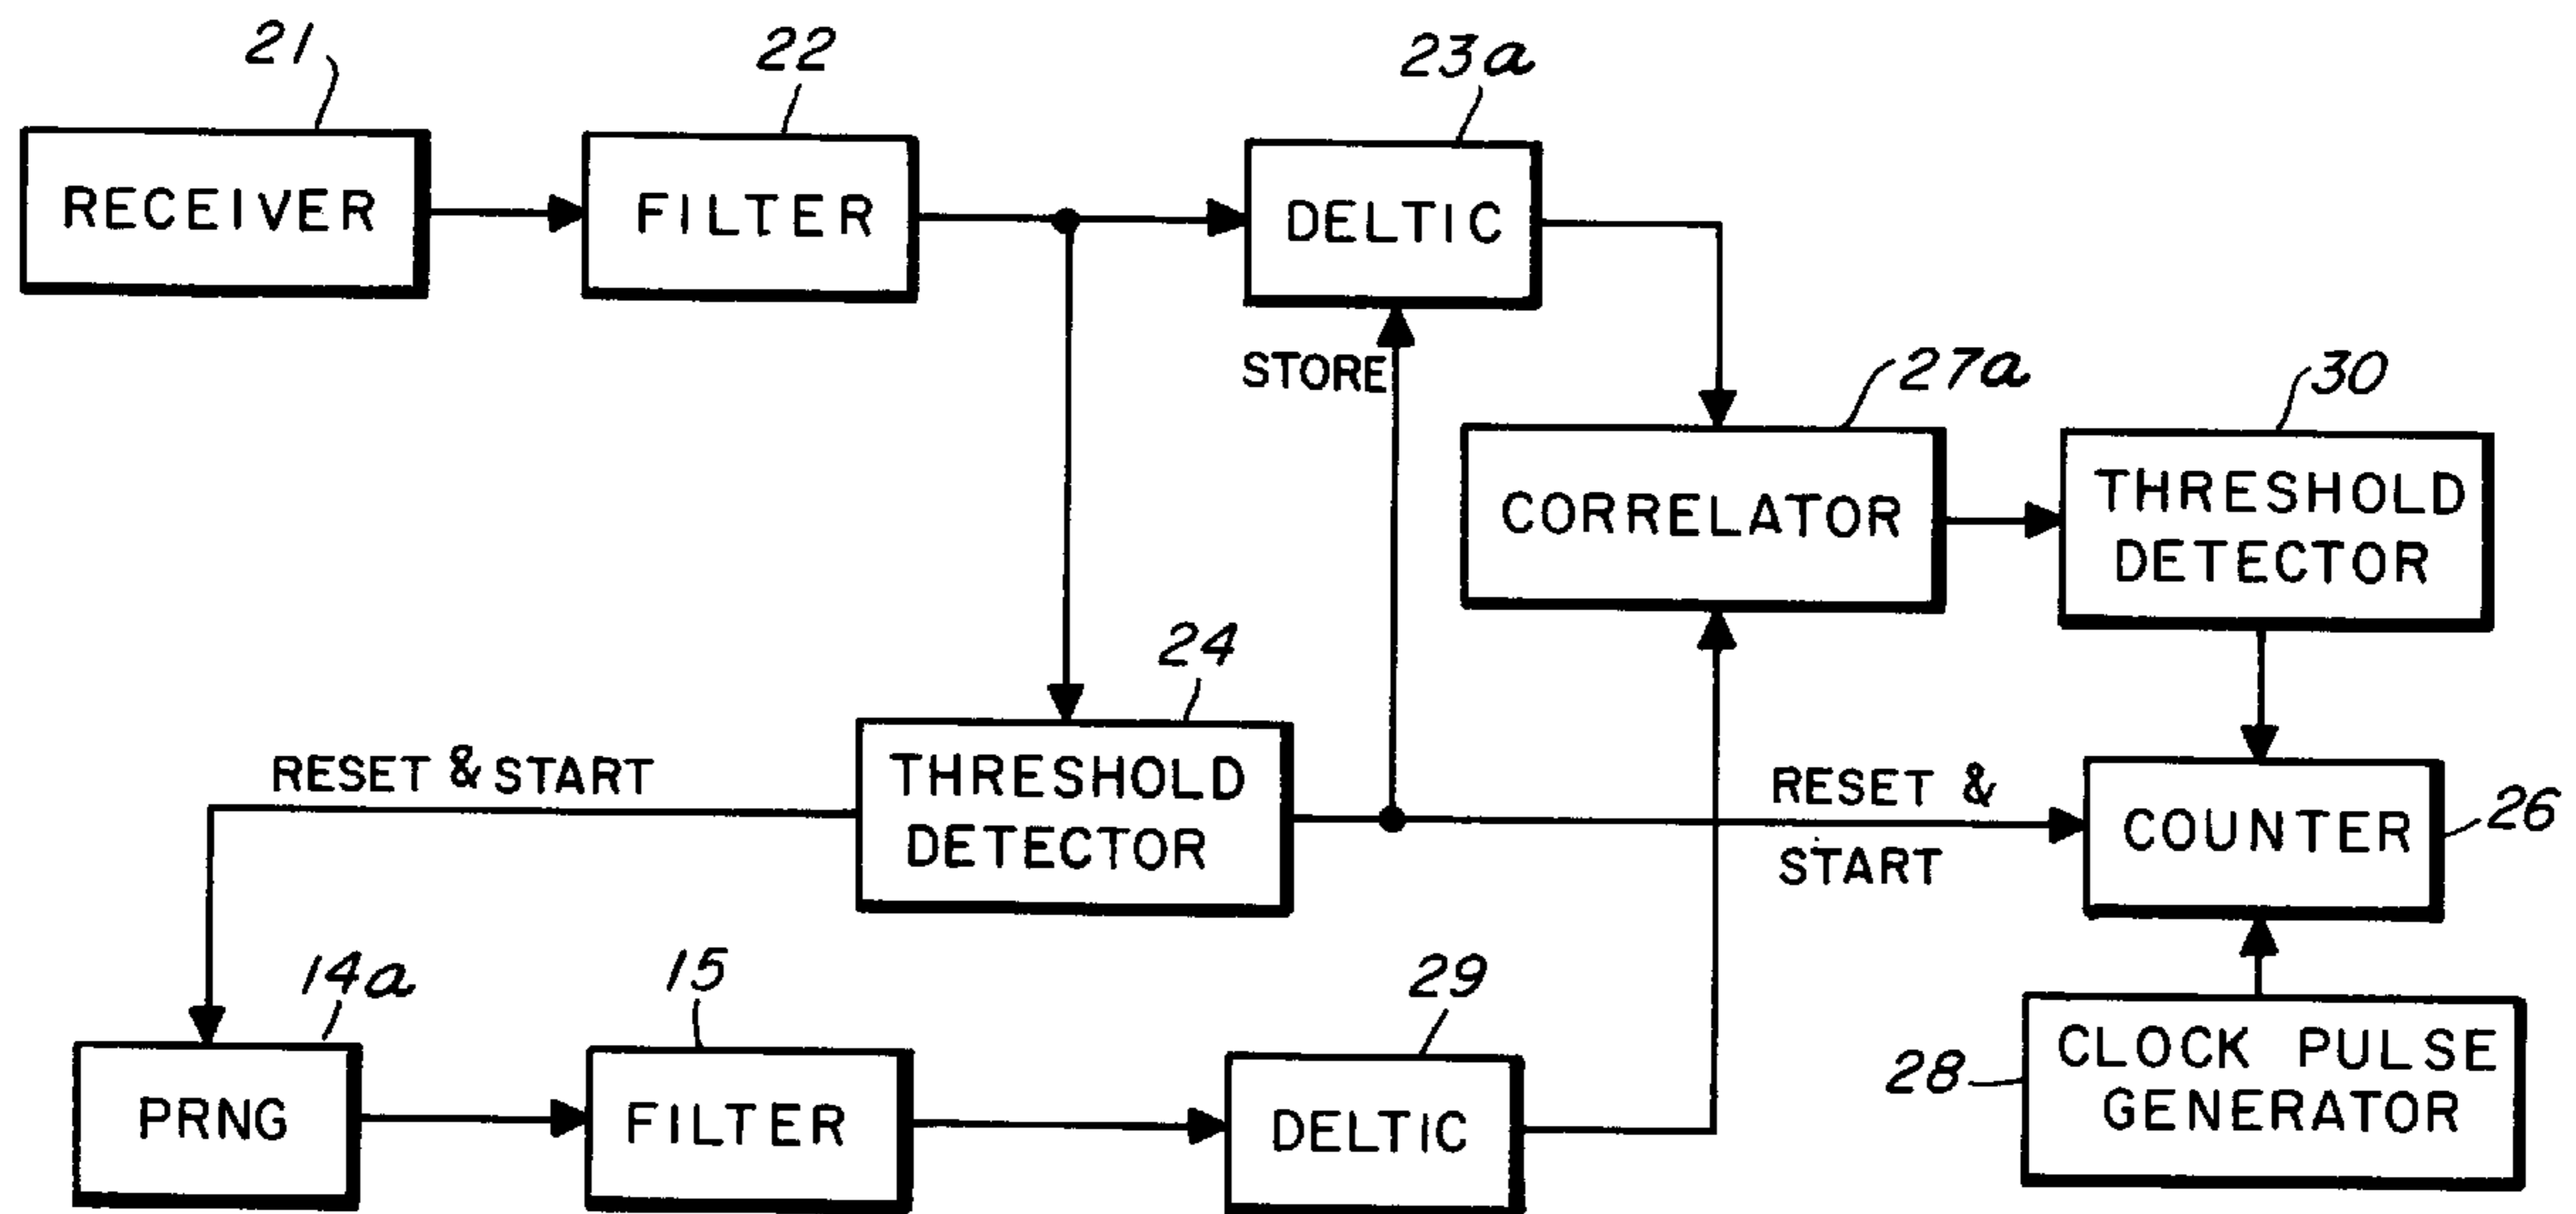 21
22
23a
RECEIVER
FILTER
DELTIC
STORE
27a
30
CORRELATOR
THRESHOLD
DETECTOR
24
RESET & START
THRESHOLD
DETECTOR
RESET &
START
COUNTER
26
14a
15
29
PRNG
FILTER
DELTIC
28
CLOCK PULSE
GENERATOR